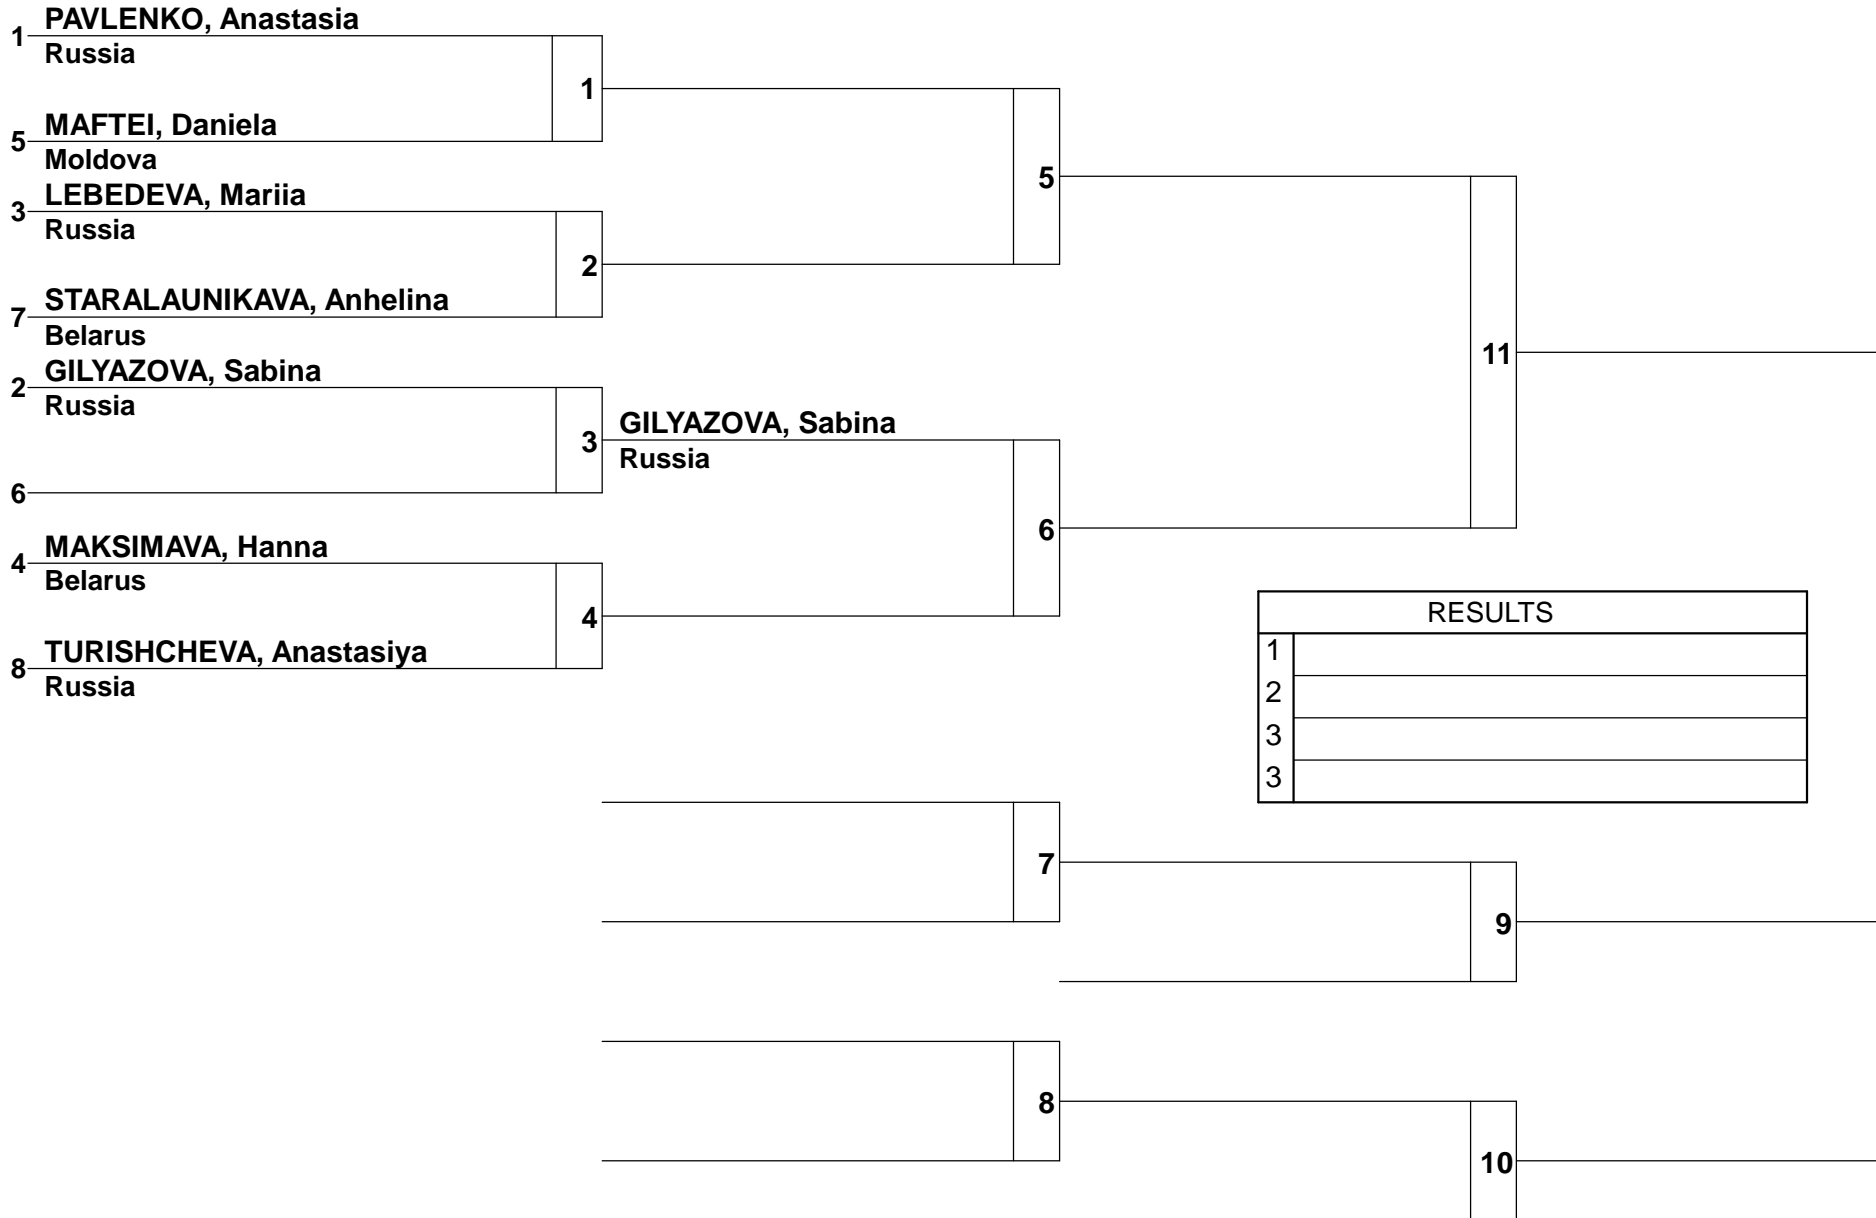 1 PAVLENKO, Anastasia
Russia
1
5 MAFTEI, Daniela
Moldova
5
3 LEBEDEVA, Mariia
Russia
2
7 STARALAUNIKAVA, Anhelina
Belarus
11
2 GILYAZOVA, Sabina
Russia
3 GILYAZOVA, Sabina
Russia
6
6
4 MAKSIMAVA, Hanna
Belarus
4
8 TURISHCHEVA, Anastasiya
Russia
RESULTS
1
2
3
3
7
9
8
10